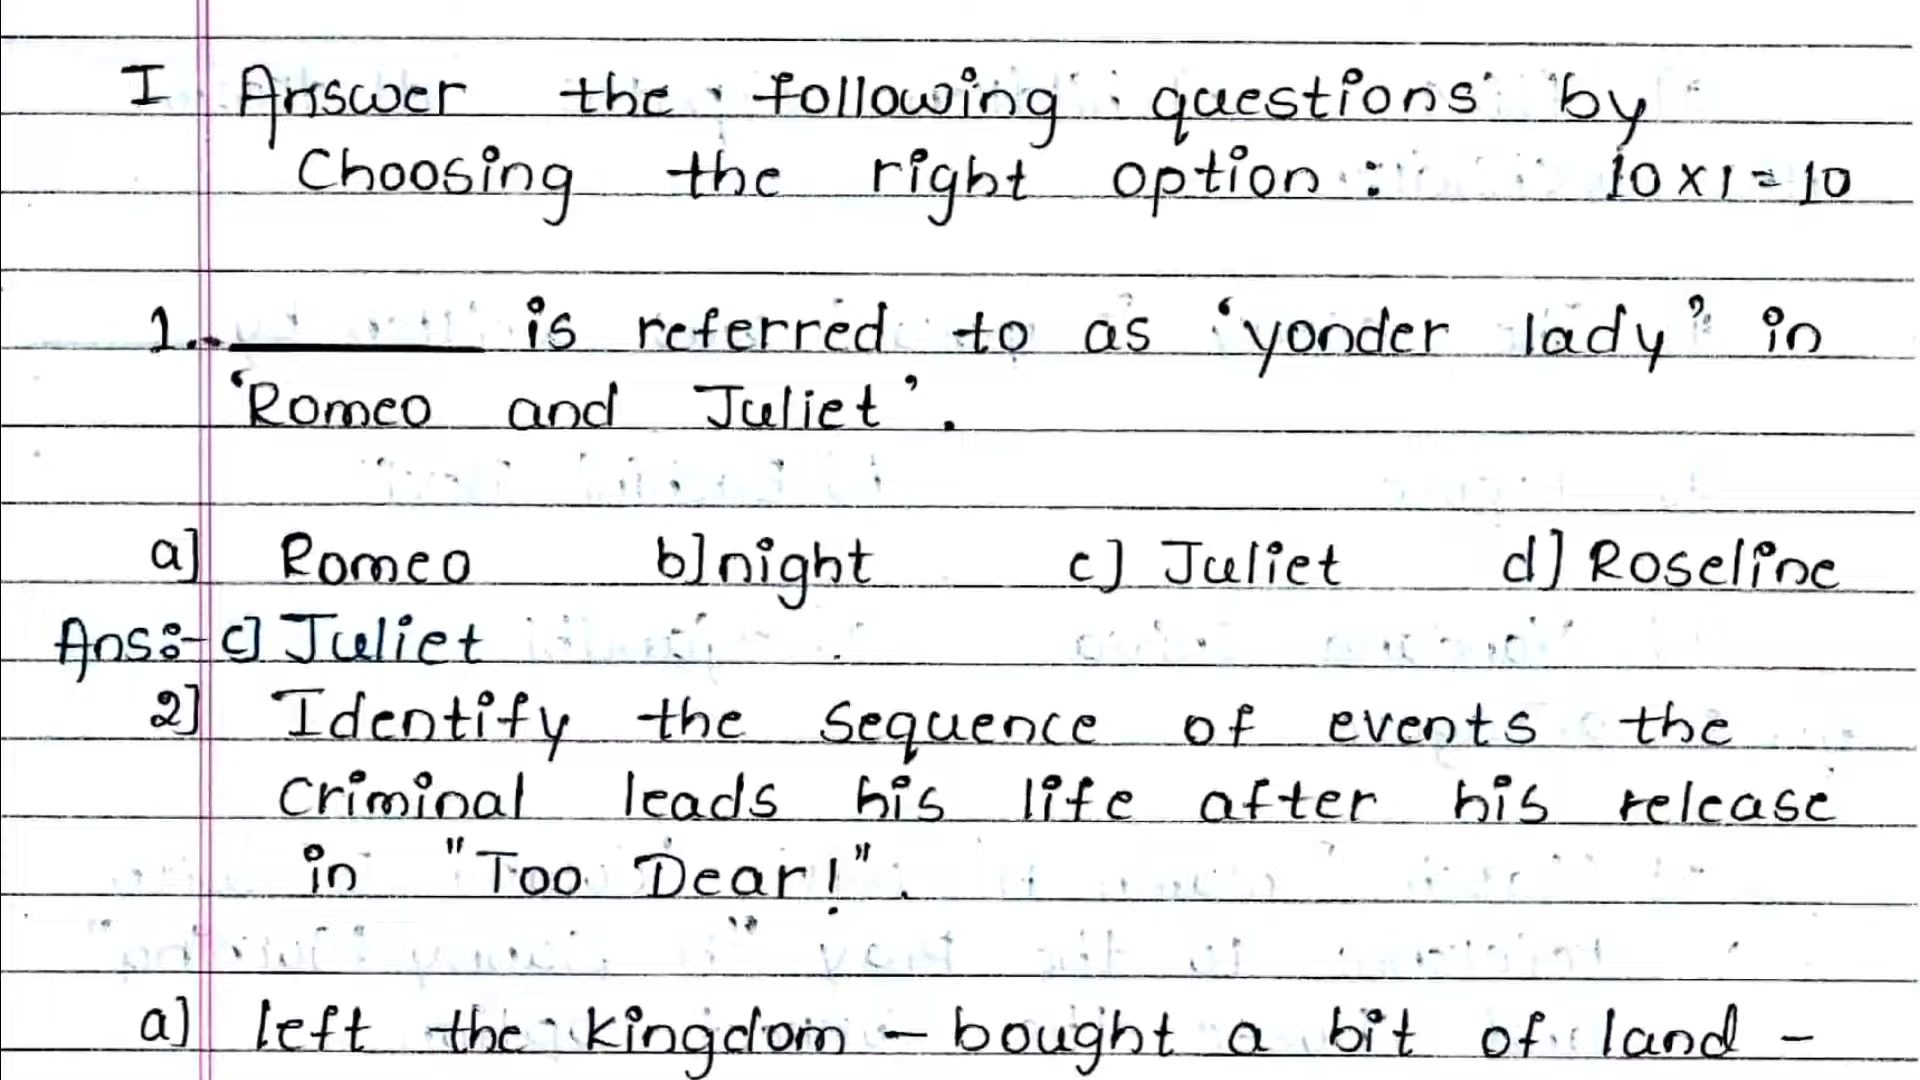 I Answer the following questions by
Choosing the right option : 10 x 1 = 10
1. ________ is referred to as 'yonder lady' in
'Romeo and Juliet'.
a] Romeo b] night c] Juliet d] Roseline
Ans:- c] Juliet
2] Identify the sequence of events the
criminal leads his life after his release
in "Too Dear!".
a] left the kingdom - bought a bit of land -